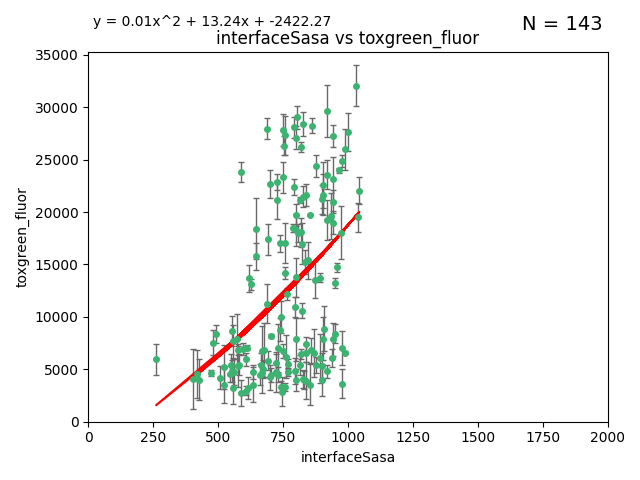 y = 0.01x^2 + 13.24x + -2422.27
N = 143
interfaceSasa vs toxgreen_fluor
35000
30000
25000
20000
15000
10000
5000
0
toxgreen_fluor
0 250 500 750 1000 1250 1500 1750 2000
interfaceSasa